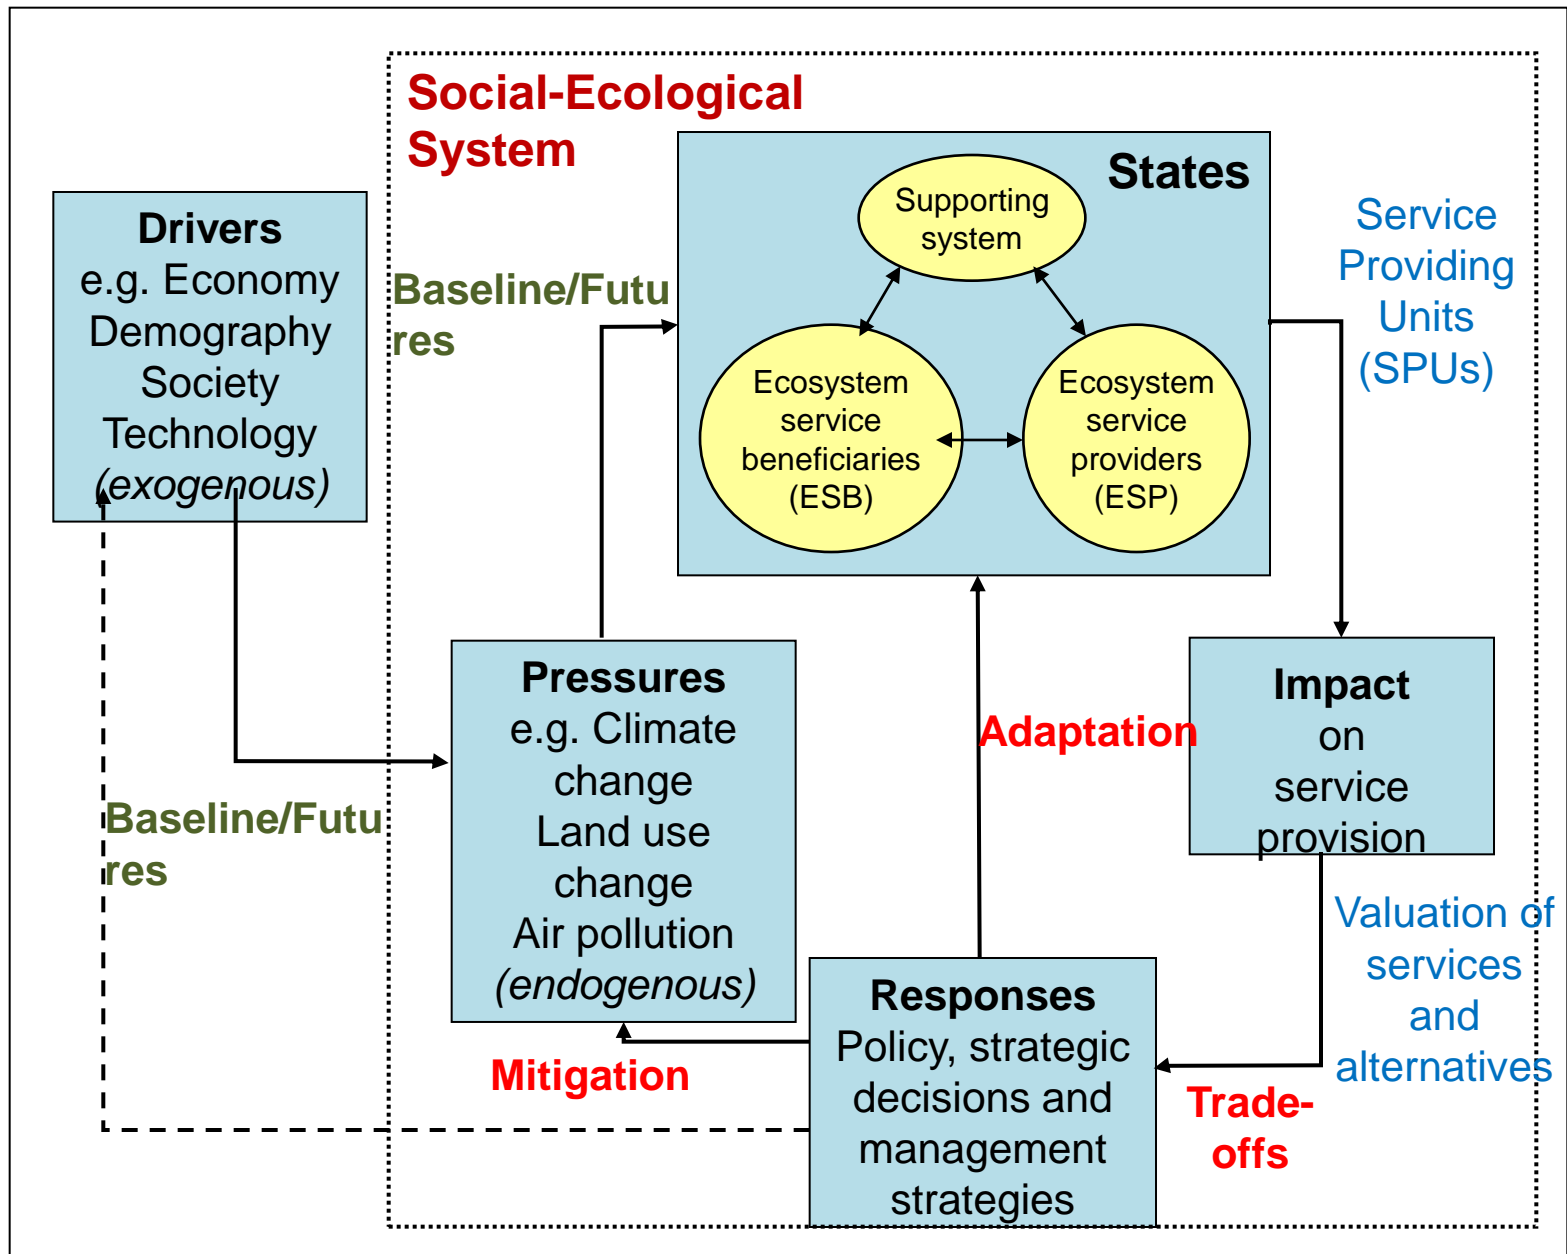 Social-Ecological
System
States
Supporting
system
Ecosystem
service
beneficiaries
(ESB)
Ecosystem
service
providers
(ESP)
Service
Providing
Units
(SPUs)
Drivers
e.g. Economy
Demography
Society
Technology
(exogenous)
Baseline/Futu
res
Baseline/Futu
res
Pressures
e.g. Climate
change
Land use
change
Air pollution
(endogenous)
Adaptation
Impact
on
service
provision
Mitigation
Responses
Policy, strategic
decisions and
management
strategies
Trade-
offs
Valuation of
services
and
alternatives